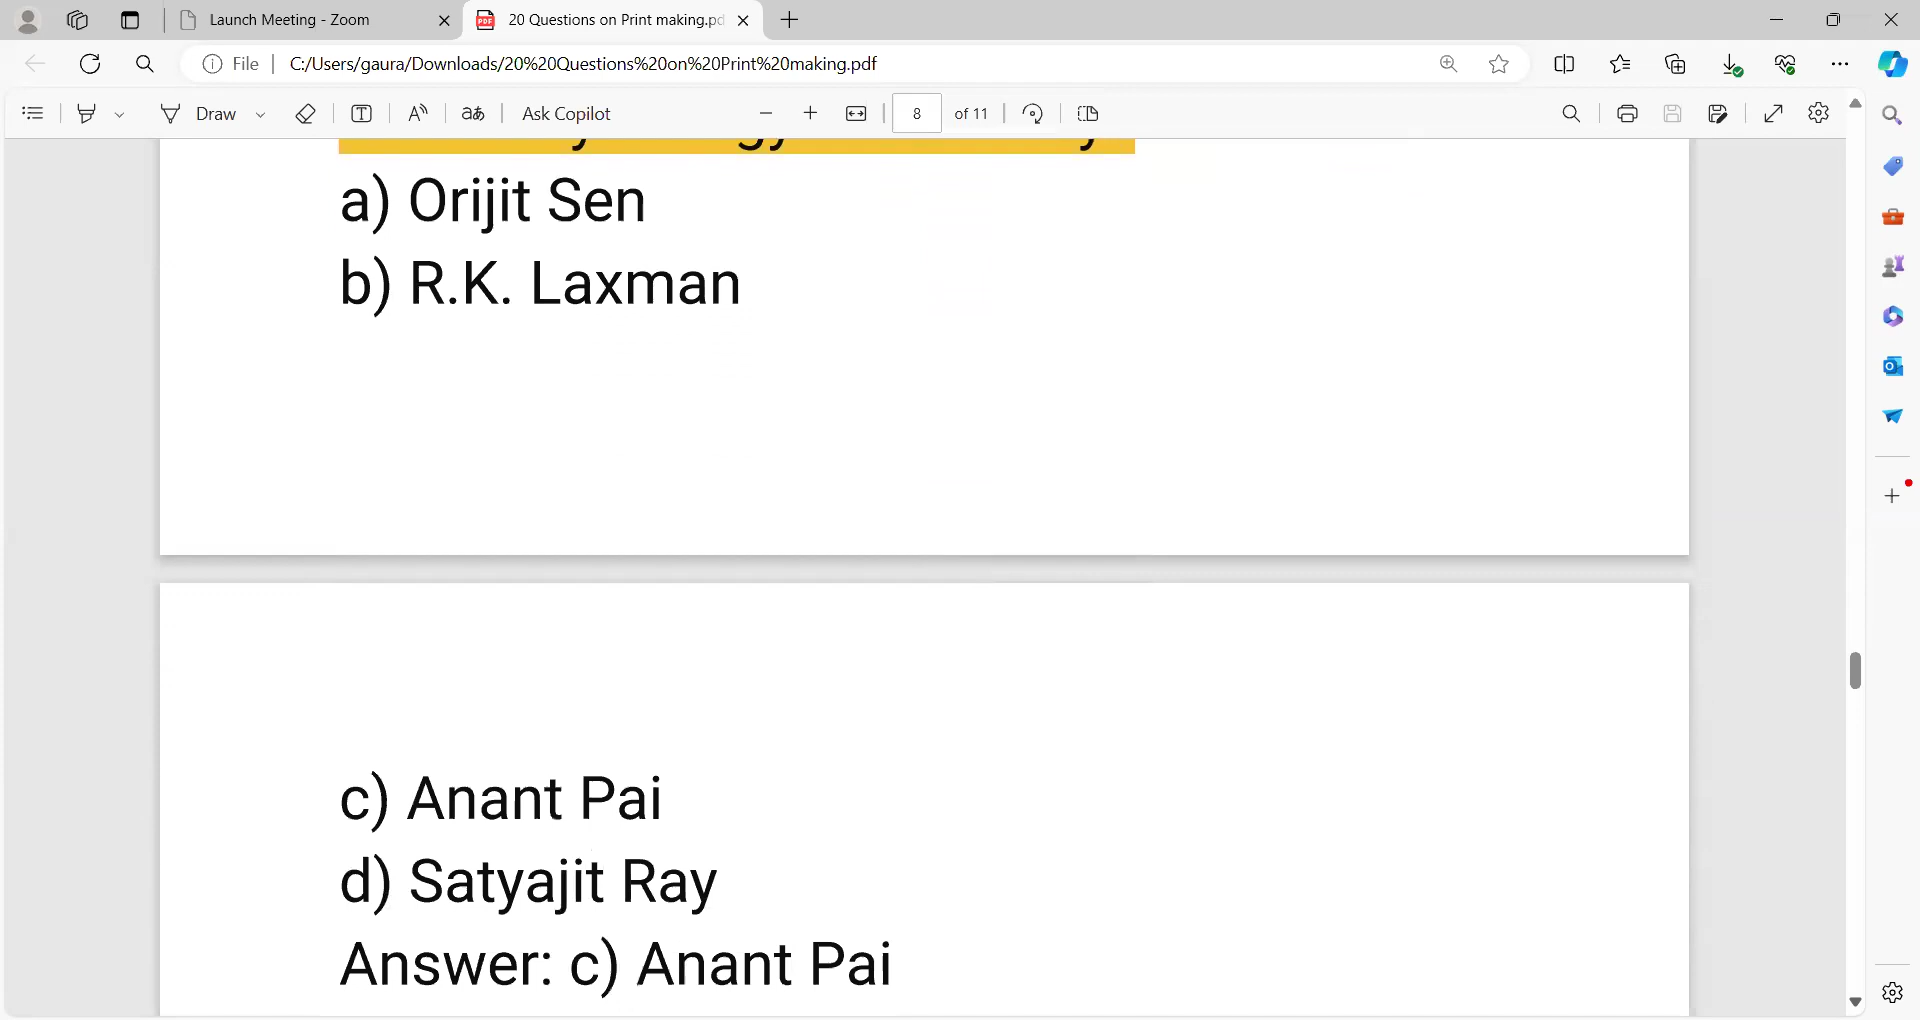 Launch Meeting - Zoom
20 Questions on Print making.pd
File
C:/Users/gaura/Downloads/20%20Questions%20on%20Print%20making.pdf
Draw
Ask Copilot
8
of 11
a) Orijit Sen
b) R.K. Laxman
c) Anant Pai
d) Satyajit Ray
Answer: c) Anant Pai